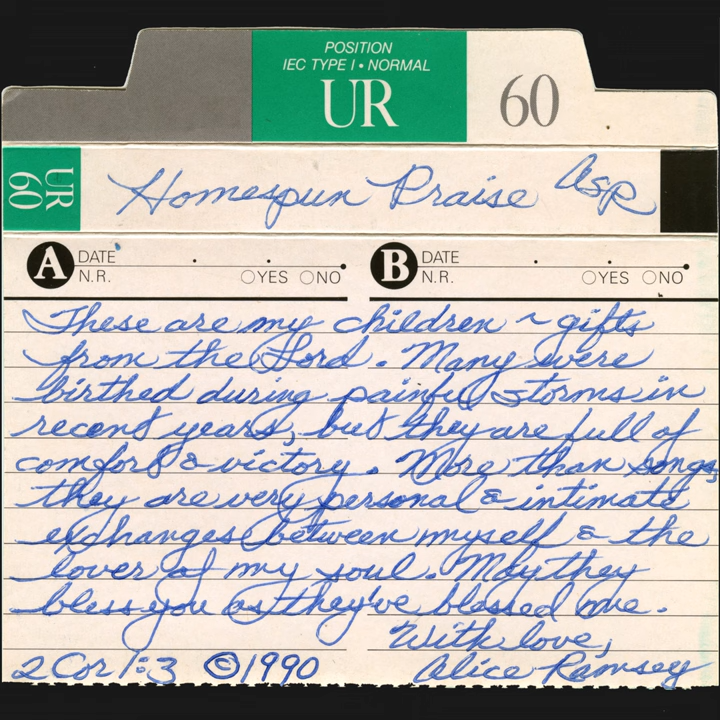 POSITION
IEC TYPE I • NORMAL
UR
60
UR
60
Homespun Praise ASR
A DATE
N.R. YES NO
B DATE
N.R. YES NO
These are my children ~ gifts
from the Lord. Many were
birthed during painful storms in
recent years, but they are full of
comfort & victory. More than songs,
they are very personal & intimate
exchanges between myself & the
lover of my soul. May they
bless you as they've blessed me.
With love,
2 Cor 1:3 ©1990 Alice Ramsey